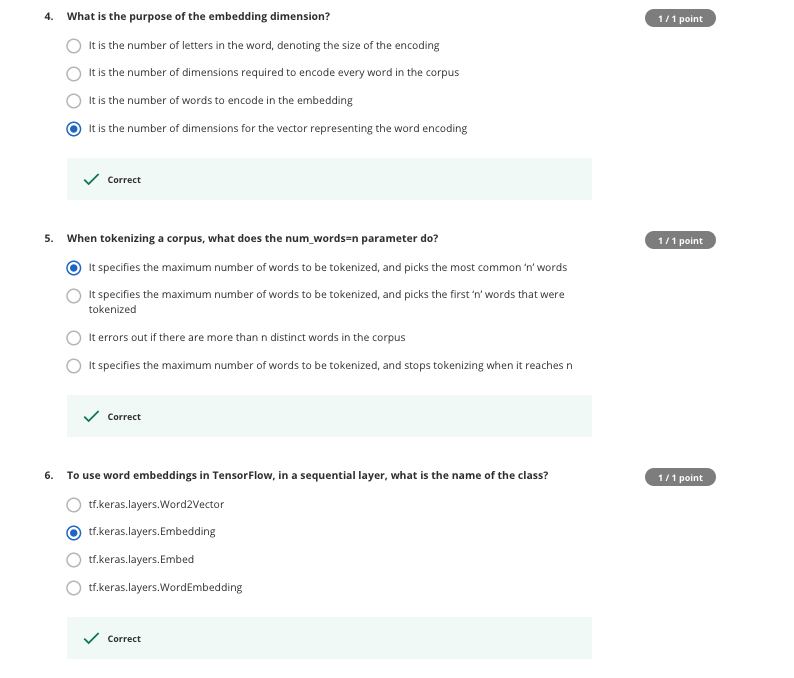 4. What is the purpose of the embedding dimension? 1 / 1 point
It is the number of letters in the word, denoting the size of the encoding
It is the number of dimensions required to encode every word in the corpus
It is the number of words to encode in the embedding
It is the number of dimensions for the vector representing the word encoding
Correct
5. When tokenizing a corpus, what does the num_words=n parameter do? 1 / 1 point
It specifies the maximum number of words to be tokenized, and picks the most common ‘n’ words
It specifies the maximum number of words to be tokenized, and picks the first ‘n’ words that were
tokenized
It errors out if there are more than n distinct words in the corpus
It specifies the maximum number of words to be tokenized, and stops tokenizing when it reaches n
Correct
6. To use word embeddings in TensorFlow, in a sequential layer, what is the name of the class? 1 / 1 point
tf.keras.layers.Word2Vector
tf.keras.layers.Embedding
tf.keras.layers.Embed
tf.keras.layers.WordEmbedding
Correct